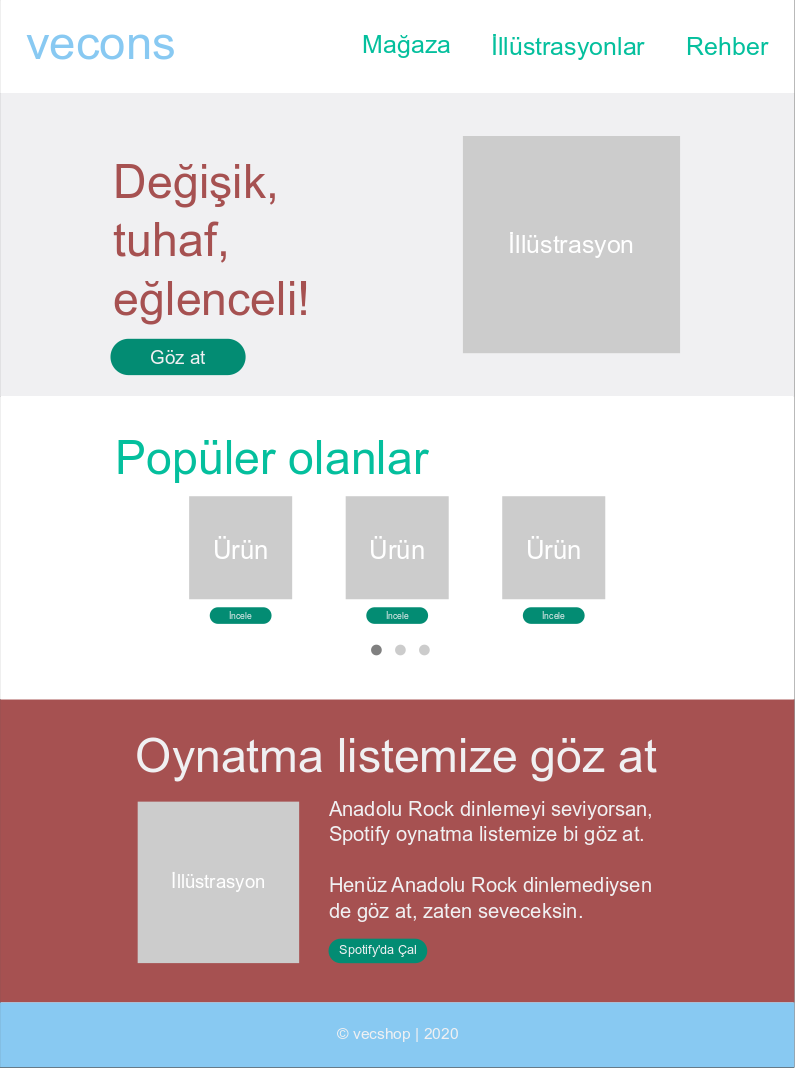 vecons
Mağaza
İllüstrasyonlar
Rehber
Değişik,
tuhaf,
eğlenceli!
İllüstrasyon
Göz at
Popüler olanlar
Ürün
Ürün
Ürün
İncele
İncele
İncele
Oynatma listemize göz at
İllüstrasyon
Anadolu Rock dinlemeyi seviyorsan,
Spotify oynatma listemize bi göz at.
Henüz Anadolu Rock dinlemediysen
de göz at, zaten seveceksin.
Spotify'da Çal
© vecshop | 2020